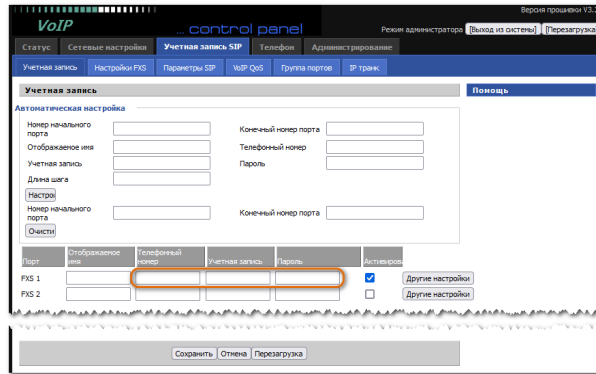 Версия прошивки V3.
VoIP
... control panel
Режим администратора [Выход из системы] [Перезагрузка
Статус Сетевые настройки Учетная запись SIP Телефон Администрирование
Учетная запись Настройки FXS Параметры SIP VoIP QoS Группа портов IP транк
Учетная запись Помощь
Автоматическая настройка
Номер начального порта Конечный номер порта
Отображаемое имя Телефонный номер
Учетная запись Пароль
Длина шага
Настрой
Номер начального порта Конечный номер порта
Очисти
Порт Отображаемое имя Телефонный номер Учетная запись Пароль Активирова
FXS 1 Другие настройки
FXS 2 Другие настройки
Сохранить Отмена Перезагрузка